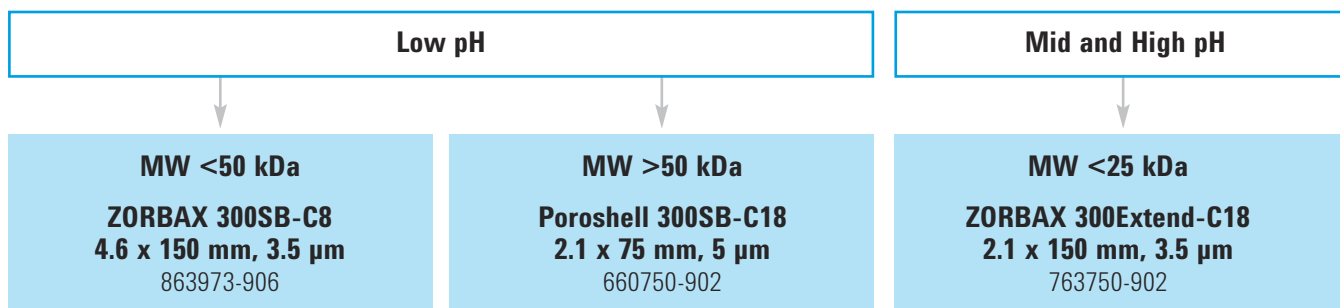 Low pH
Mid and High pH
MW <50 kDa
ZORBAX 300SB-C8
4.6 x 150 mm, 3.5 µm
863973-906
MW >50 kDa
Poroshell 300SB-C18
2.1 x 75 mm, 5 µm
660750-902
MW <25 kDa
ZORBAX 300Extend-C18
2.1 x 150 mm, 3.5 µm
763750-902